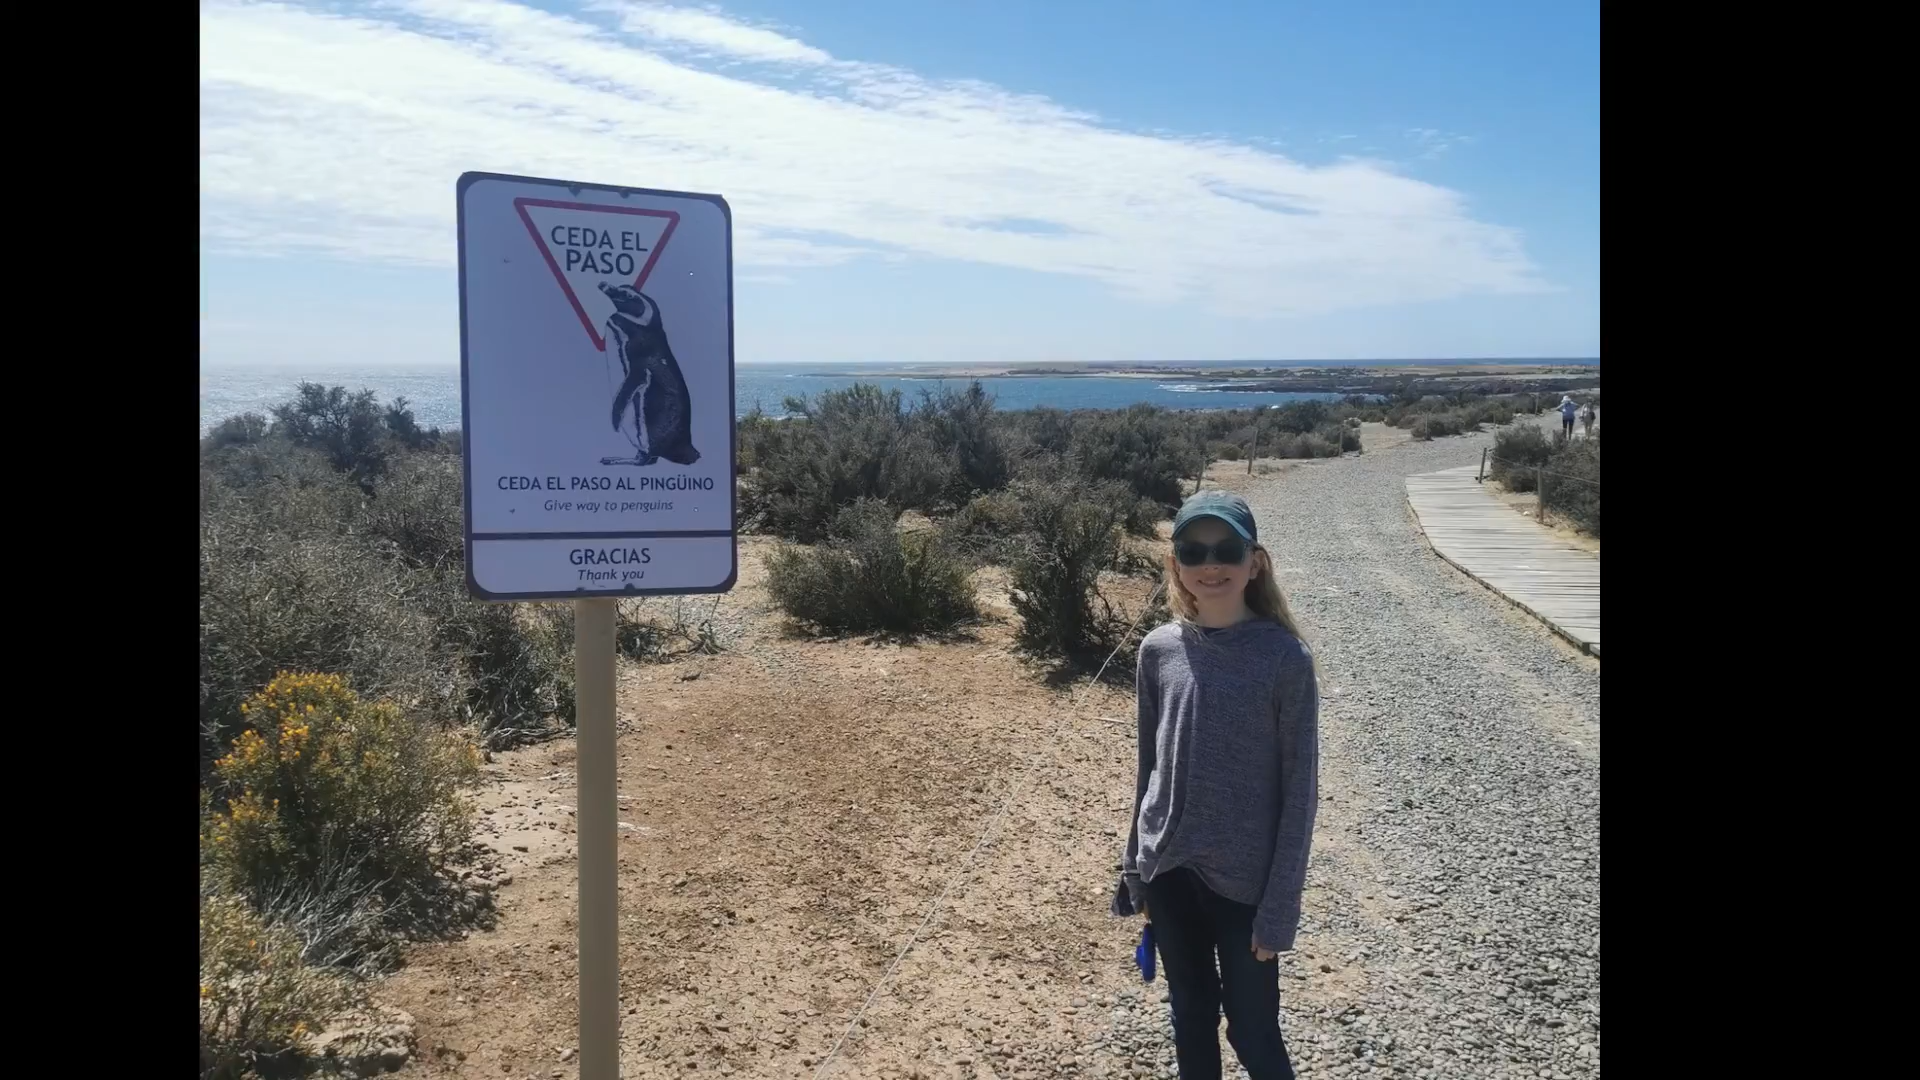 CEDA EL
PASO
CEDA EL PASO AL PINGÜINO
Give way to penguins
GRACIAS
Thank you